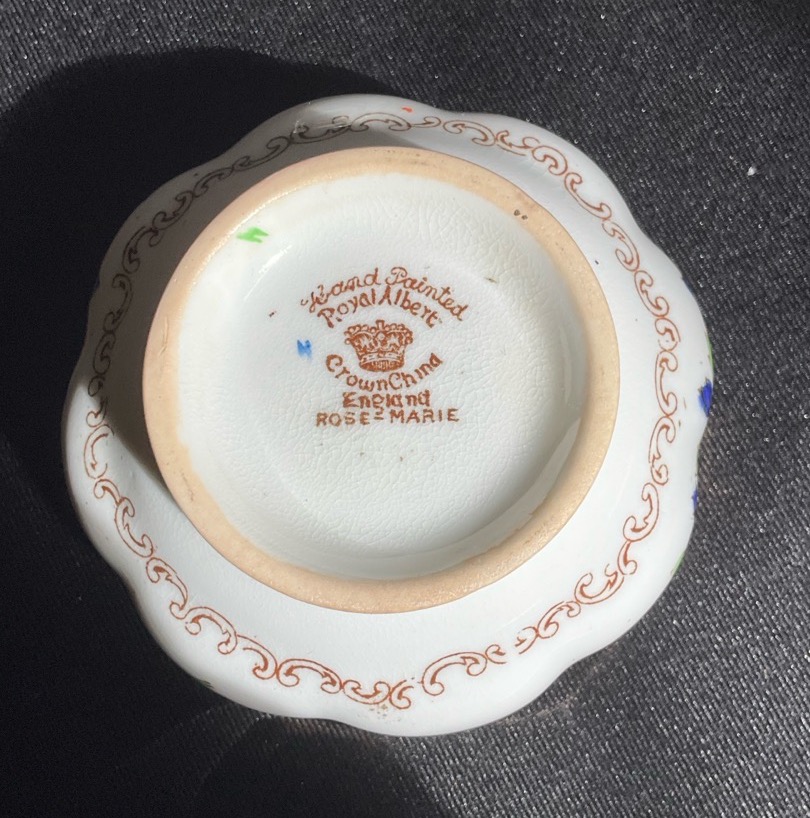 Hand Painted
Royal Albert
Crown China
England
ROSE-MARIE